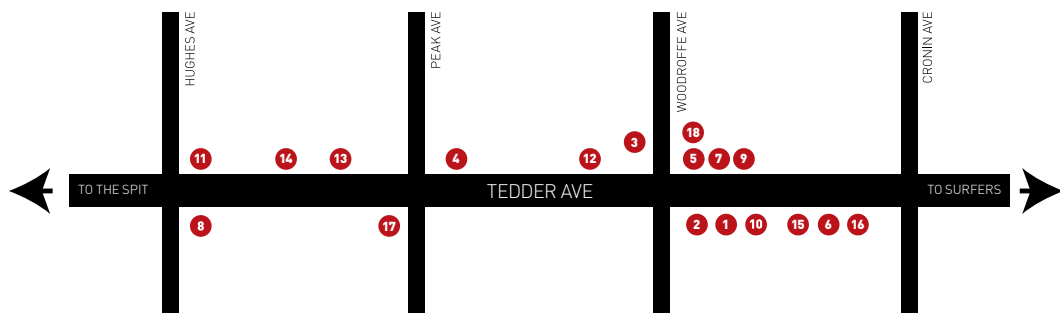 HUGHES AVE
PEAK AVE
WOODROFFE AVE
CRONIN AVE
18
3
11
14
13
4
12
5
7
9
TO THE SPIT
TEDDER AVE
TO SURFERS
8
17
2
1
10
15
6
16